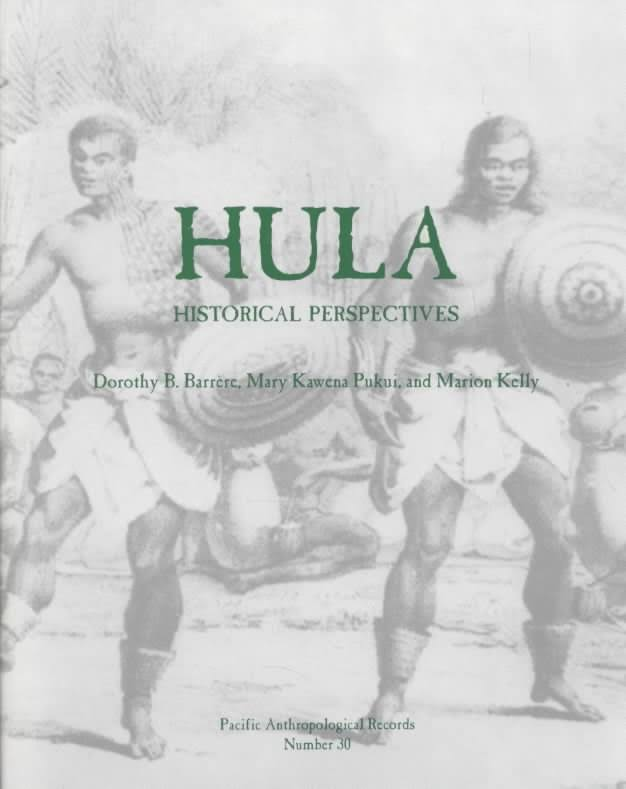 HULA
HISTORICAL PERSPECTIVES
Dorothy B. Barrère, Mary Kawena Pukui, and Marion Kelly
Pacific Anthropological Records
Number 30